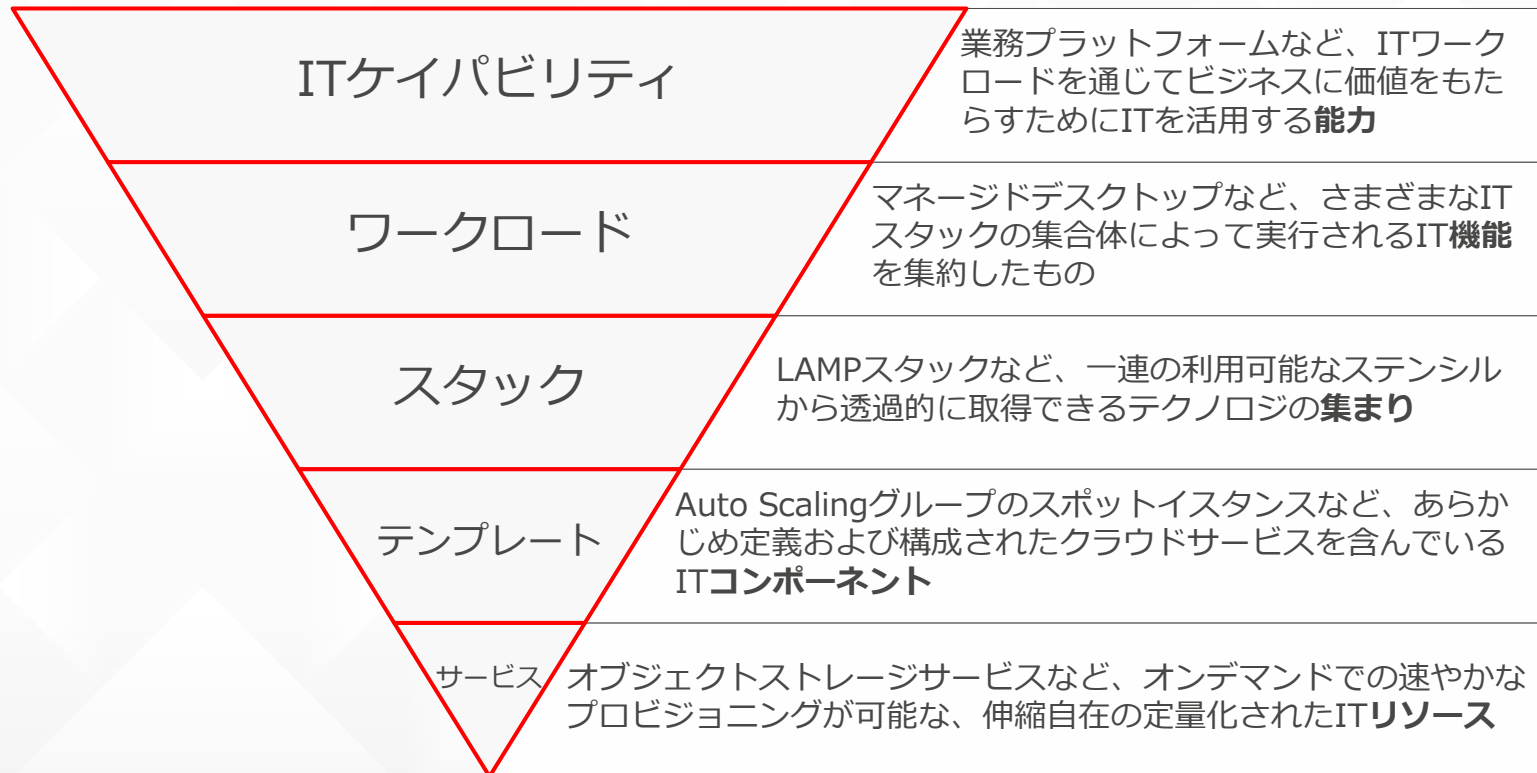 ITケイパビリティ
業務プラットフォームなど、ITワーク
ロードを通じてビジネスに価値をもた
らすためにITを活用する能力
ワークロード
マネージドデスクトップなど、さまざまなIT
スタックの集合体によって実行されるIT機能
を集約したもの
スタック
LAMPスタックなど、一連の利用可能なステンシル
から透過的に取得できるテクノロジの集まり
テンプレート
Auto Scalingグループのスポットイスタンスなど、あらか
じめ定義および構成されたクラウドサービスを含んでいる
ITコンポーネント
サービス
オブジェクトストレージサービスなど、オンデマンドでの速やかな
プロビジョニングが可能な、伸縮自在の定量化されたITリソース